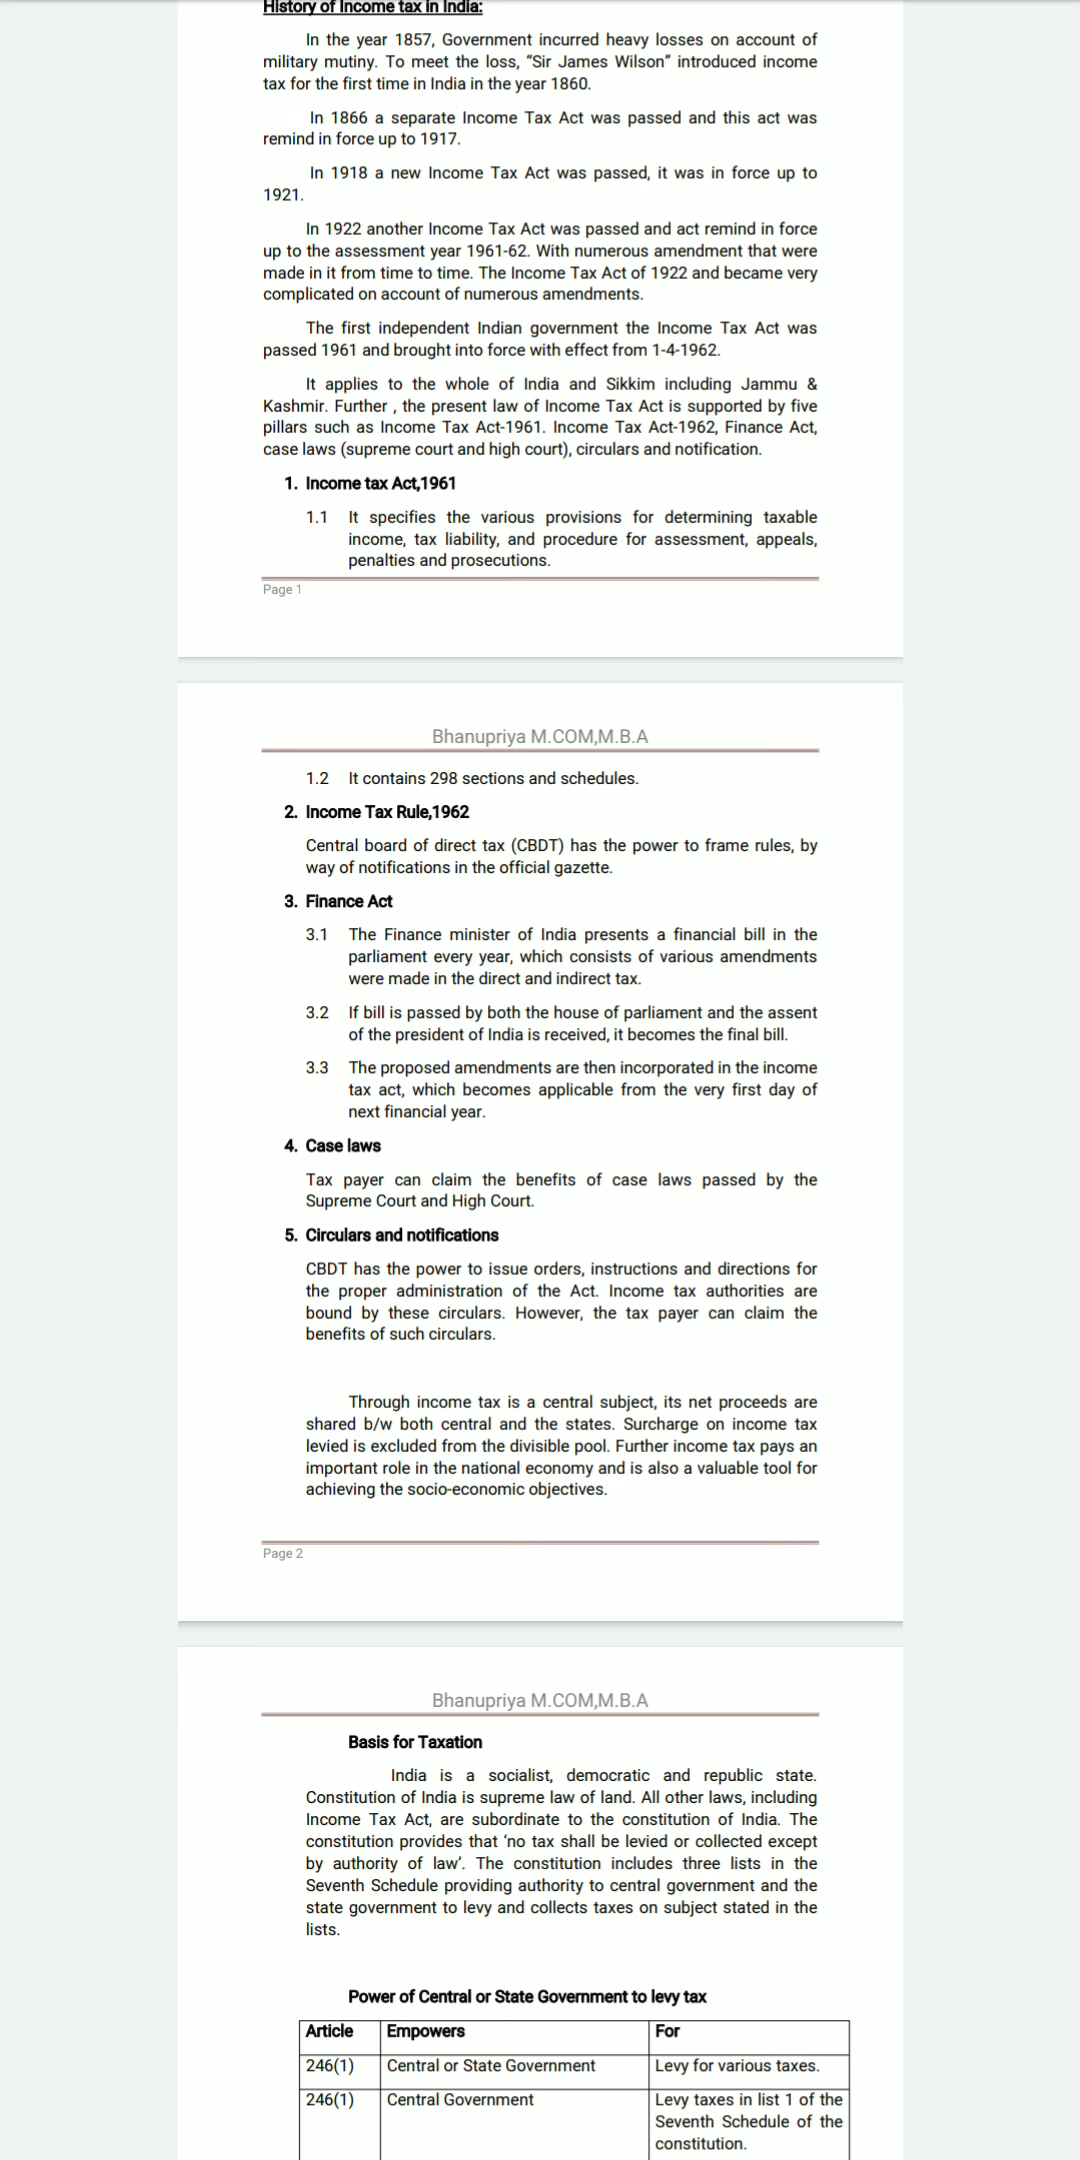 History of Income tax in India:
In the year 1857, Government incurred heavy losses on account of
military mutiny. To meet the loss, “Sir James Wilson” introduced income
tax for the first time in India in the year 1860.
In 1866 a separate Income Tax Act was passed and this act was
remind in force up to 1917.
In 1918 a new Income Tax Act was passed, it was in force up to
1921.
In 1922 another Income Tax Act was passed and act remind in force
up to the assessment year 1961-62. With numerous amendment that were
made in it from time to time. The Income Tax Act of 1922 and became very
complicated on account of numerous amendments.
The first independent Indian government the Income Tax Act was
passed 1961 and brought into force with effect from 1-4-1962.
It applies to the whole of India and Sikkim including Jammu &
Kashmir. Further , the present law of Income Tax Act is supported by five
pillars such as Income Tax Act-1961. Income Tax Act-1962, Finance Act,
case laws (supreme court and high court), circulars and notification.
1. Income tax Act,1961
1.1 It specifies the various provisions for determining taxable
income, tax liability, and procedure for assessment, appeals,
penalties and prosecutions.
Page 1
Bhanupriya M.COM,M.B.A
1.2 It contains 298 sections and schedules.
2. Income Tax Rule,1962
Central board of direct tax (CBDT) has the power to frame rules, by
way of notifications in the official gazette.
3. Finance Act
3.1 The Finance minister of India presents a financial bill in the
parliament every year, which consists of various amendments
were made in the direct and indirect tax.
3.2 If bill is passed by both the house of parliament and the assent
of the president of India is received, it becomes the final bill.
3.3 The proposed amendments are then incorporated in the income
tax act, which becomes applicable from the very first day of
next financial year.
4. Case laws
Tax payer can claim the benefits of case laws passed by the
Supreme Court and High Court.
5. Circulars and notifications
CBDT has the power to issue orders, instructions and directions for
the proper administration of the Act. Income tax authorities are
bound by these circulars. However, the tax payer can claim the
benefits of such circulars.
Through income tax is a central subject, its net proceeds are
shared b/w both central and the states. Surcharge on income tax
levied is excluded from the divisible pool. Further income tax pays an
important role in the national economy and is also a valuable tool for
achieving the socio-economic objectives.
Page 2
Bhanupriya M.COM,M.B.A
Basis for Taxation
India is a socialist, democratic and republic state.
Constitution of India is supreme law of land. All other laws, including
Income Tax Act, are subordinate to the constitution of India. The
constitution provides that ‘no tax shall be levied or collected except
by authority of law’. The constitution includes three lists in the
Seventh Schedule providing authority to central government and the
state government to levy and collects taxes on subject stated in the
lists.
Power of Central or State Government to levy tax
Article Empowers For
246(1) Central or State Government Levy for various taxes.
246(1) Central Government Levy taxes in list 1 of the
Seventh Schedule of the
constitution.